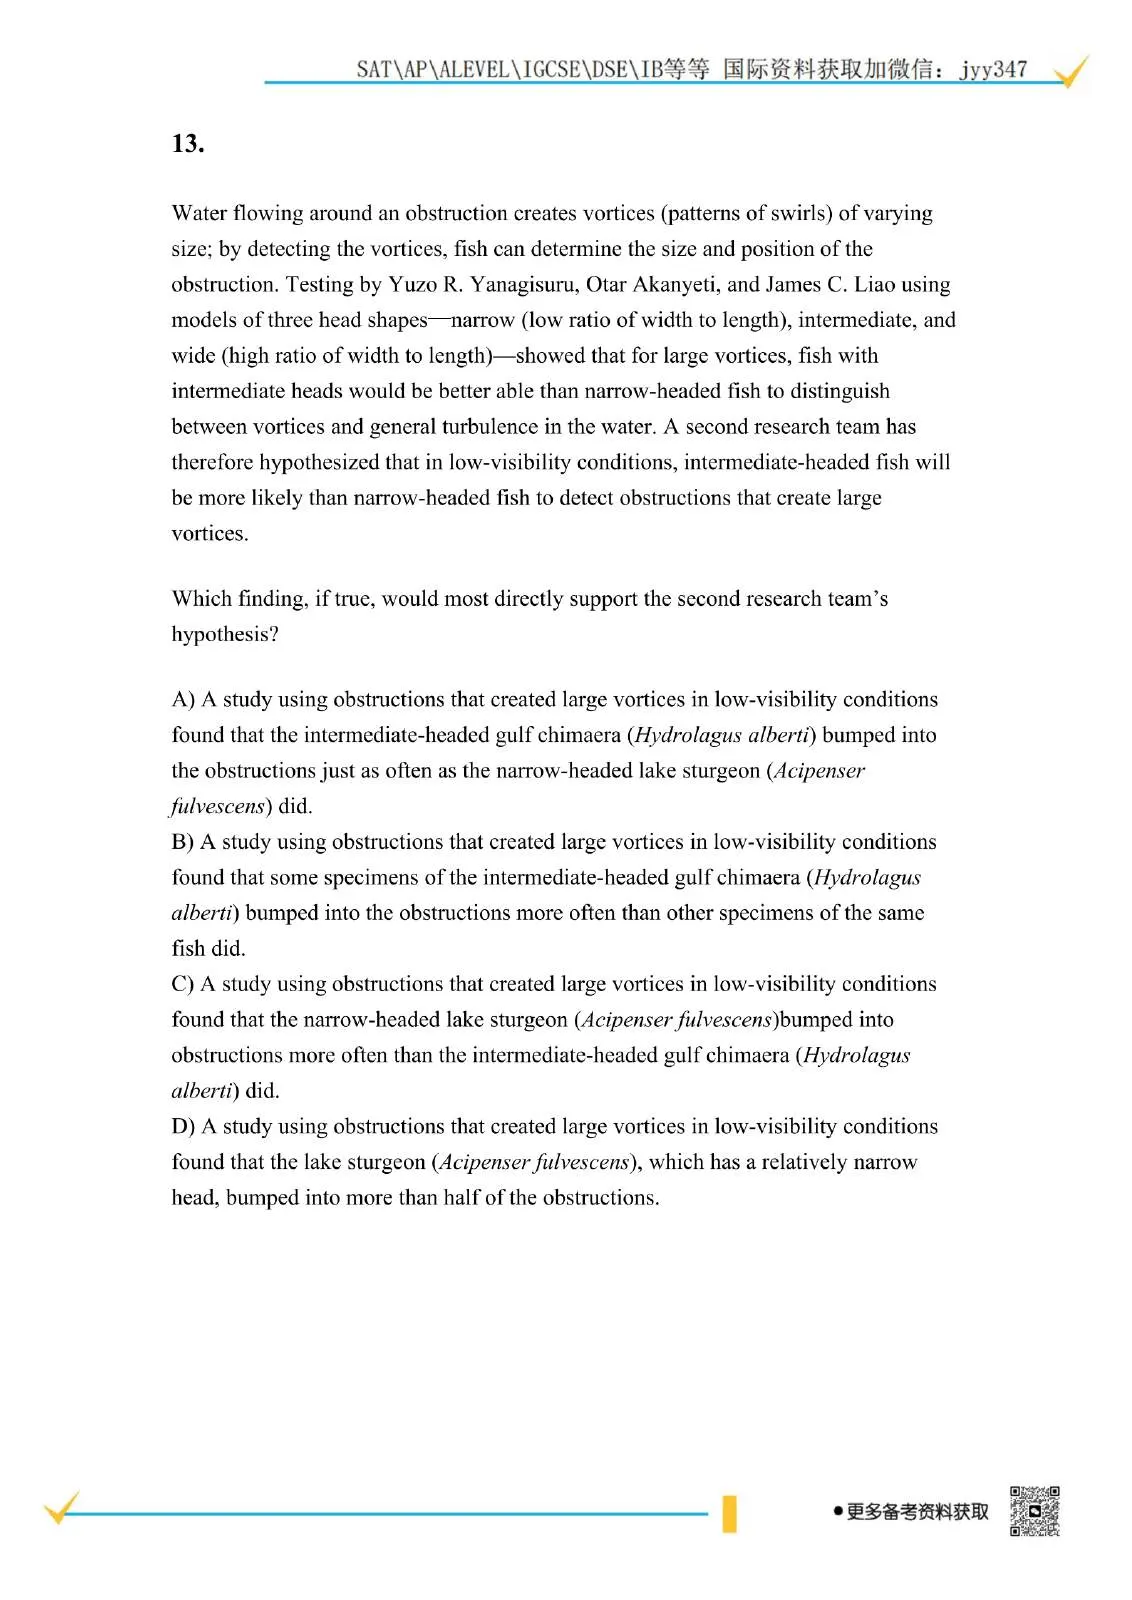 SAT\AP\ALEVEL\IGCSE\DSE\IB等等 国际资料获取加微信: jyy347
13.
Water flowing around an obstruction creates vortices (patterns of swirls) of varying
size; by detecting the vortices, fish can determine the size and position of the
obstruction. Testing by Yuzo R. Yanagisuru, Otar Akanyeti, and James C. Liao using
models of three head shapes—narrow (low ratio of width to length), intermediate, and
wide (high ratio of width to length)—showed that for large vortices, fish with
intermediate heads would be better able than narrow-headed fish to distinguish
between vortices and general turbulence in the water. A second research team has
therefore hypothesized that in low-visibility conditions, intermediate-headed fish will
be more likely than narrow-headed fish to detect obstructions that create large
vortices.
Which finding, if true, would most directly support the second research team's
hypothesis?
A) A study using obstructions that created large vortices in low-visibility conditions
found that the intermediate-headed gulf chimaera (Hydrolagus alberti) bumped into
the obstructions just as often as the narrow-headed lake sturgeon (Acipenser
fulvescens) did.
B) A study using obstructions that created large vortices in low-visibility conditions
found that some specimens of the intermediate-headed gulf chimaera (Hydrolagus
alberti) bumped into the obstructions more often than other specimens of the same
fish did.
C) A study using obstructions that created large vortices in low-visibility conditions
found that the narrow-headed lake sturgeon (Acipenser fulvescens)bumped into
obstructions more often than the intermediate-headed gulf chimaera (Hydrolagus
alberti) did.
D) A study using obstructions that created large vortices in low-visibility conditions
found that the lake sturgeon (Acipenser fulvescens), which has a relatively narrow
head, bumped into more than half of the obstructions.
●更多备考资料获取